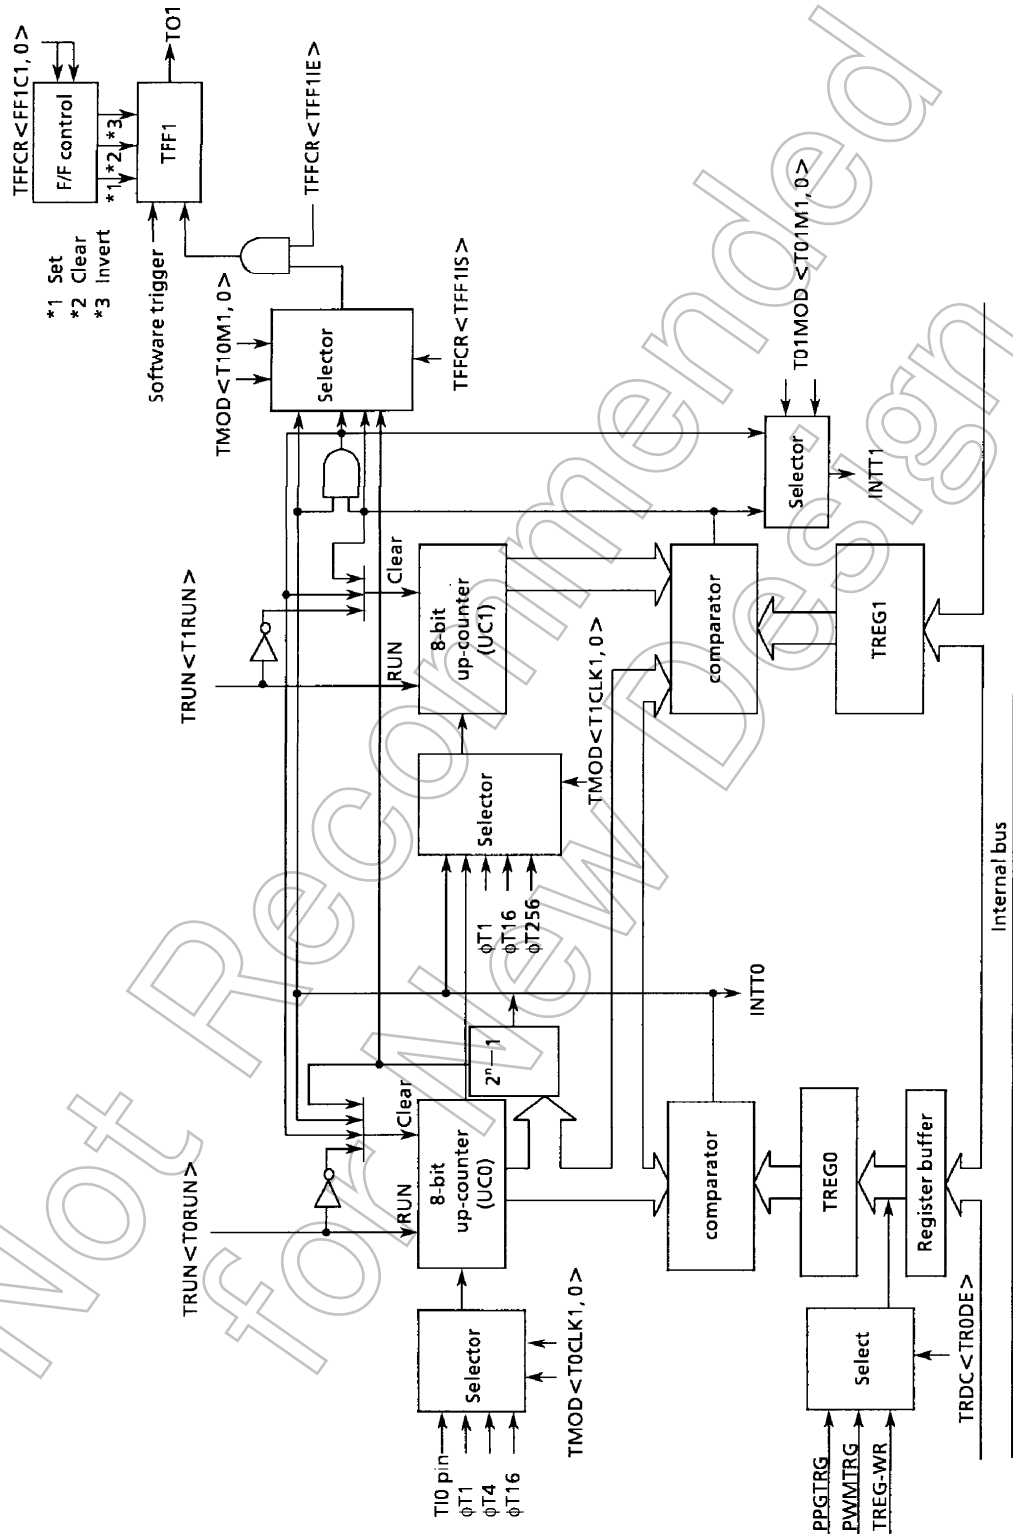 TRUN<T0RUN>
TRUN<T1RUN>
TMOD<T10M1, 0>
Software trigger
*1 Set
*2 Clear
*3 Invert
TFFCR<FF1C1, 0>
F/F control
*1 *2 *3
TFF1
TO1
TFFCR<TFF1IE>
Selector
TFFCR<TFF1IS>
TI0 pin
ϕT1
ϕT4
ϕT16
Selector
TMOD<T0CLK1, 0>
RUN
Clear
8-bit
up-counter
(UC0)
2ⁿ—1
ϕT1
ϕT16
ϕT256
Selector
TMOD<T1CLK1, 0>
RUN
Clear
8-bit
up-counter
(UC1)
comparator
INTT0
comparator
Selector
T01MOD <T01M1, 0>
INTT1
PPGTRG
PWMTRG
TREG-WR
Select
TRDC<TR0DE>
TREG0
Register buffer
TREG1
Internal bus
Not Recommended
for New Design